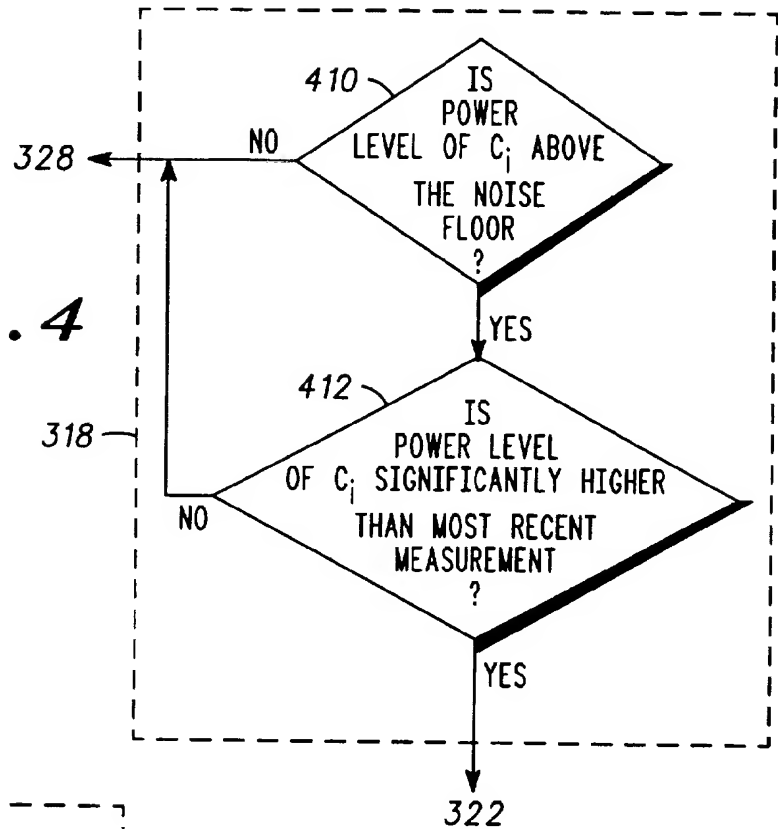 410
IS
POWER
LEVEL OF Ci ABOVE
THE NOISE
FLOOR
?
NO
328
YES
.4
412
IS
POWER LEVEL
OF Ci SIGNIFICANTLY HIGHER
THAN MOST RECENT
MEASUREMENT
?
318
NO
YES
322